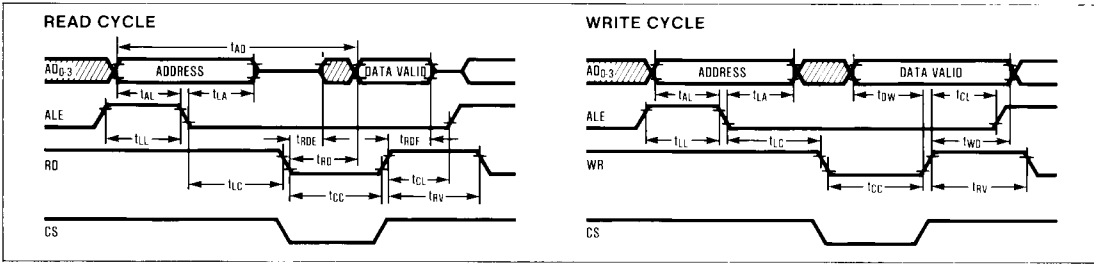 READ CYCLE
tAD
AD0-3
ADDRESS
DATA VALID
tAL
tLA
ALE
tLL
tRDE
tRDF
tRD
RD
tLC
tCC
tCL
tRV
CS
WRITE CYCLE
AD0-3
ADDRESS
DATA VALID
tAL
tLA
tDW
tCL
ALE
tLL
tLC
tWD
WR
tCC
tRV
CS